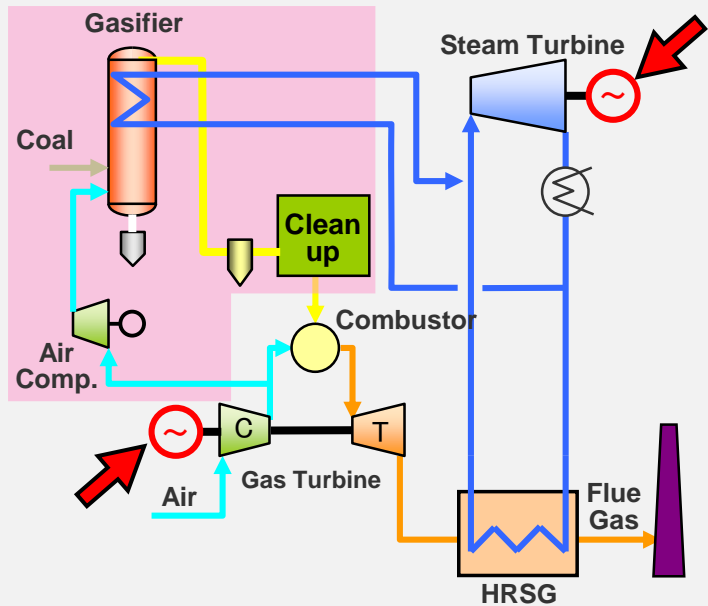 Gasifier
Steam Turbine
~
Coal
Clean
up
Combustor
Air
Comp.
~
C
T
Gas Turbine
Air
Flue
Gas
HRSG